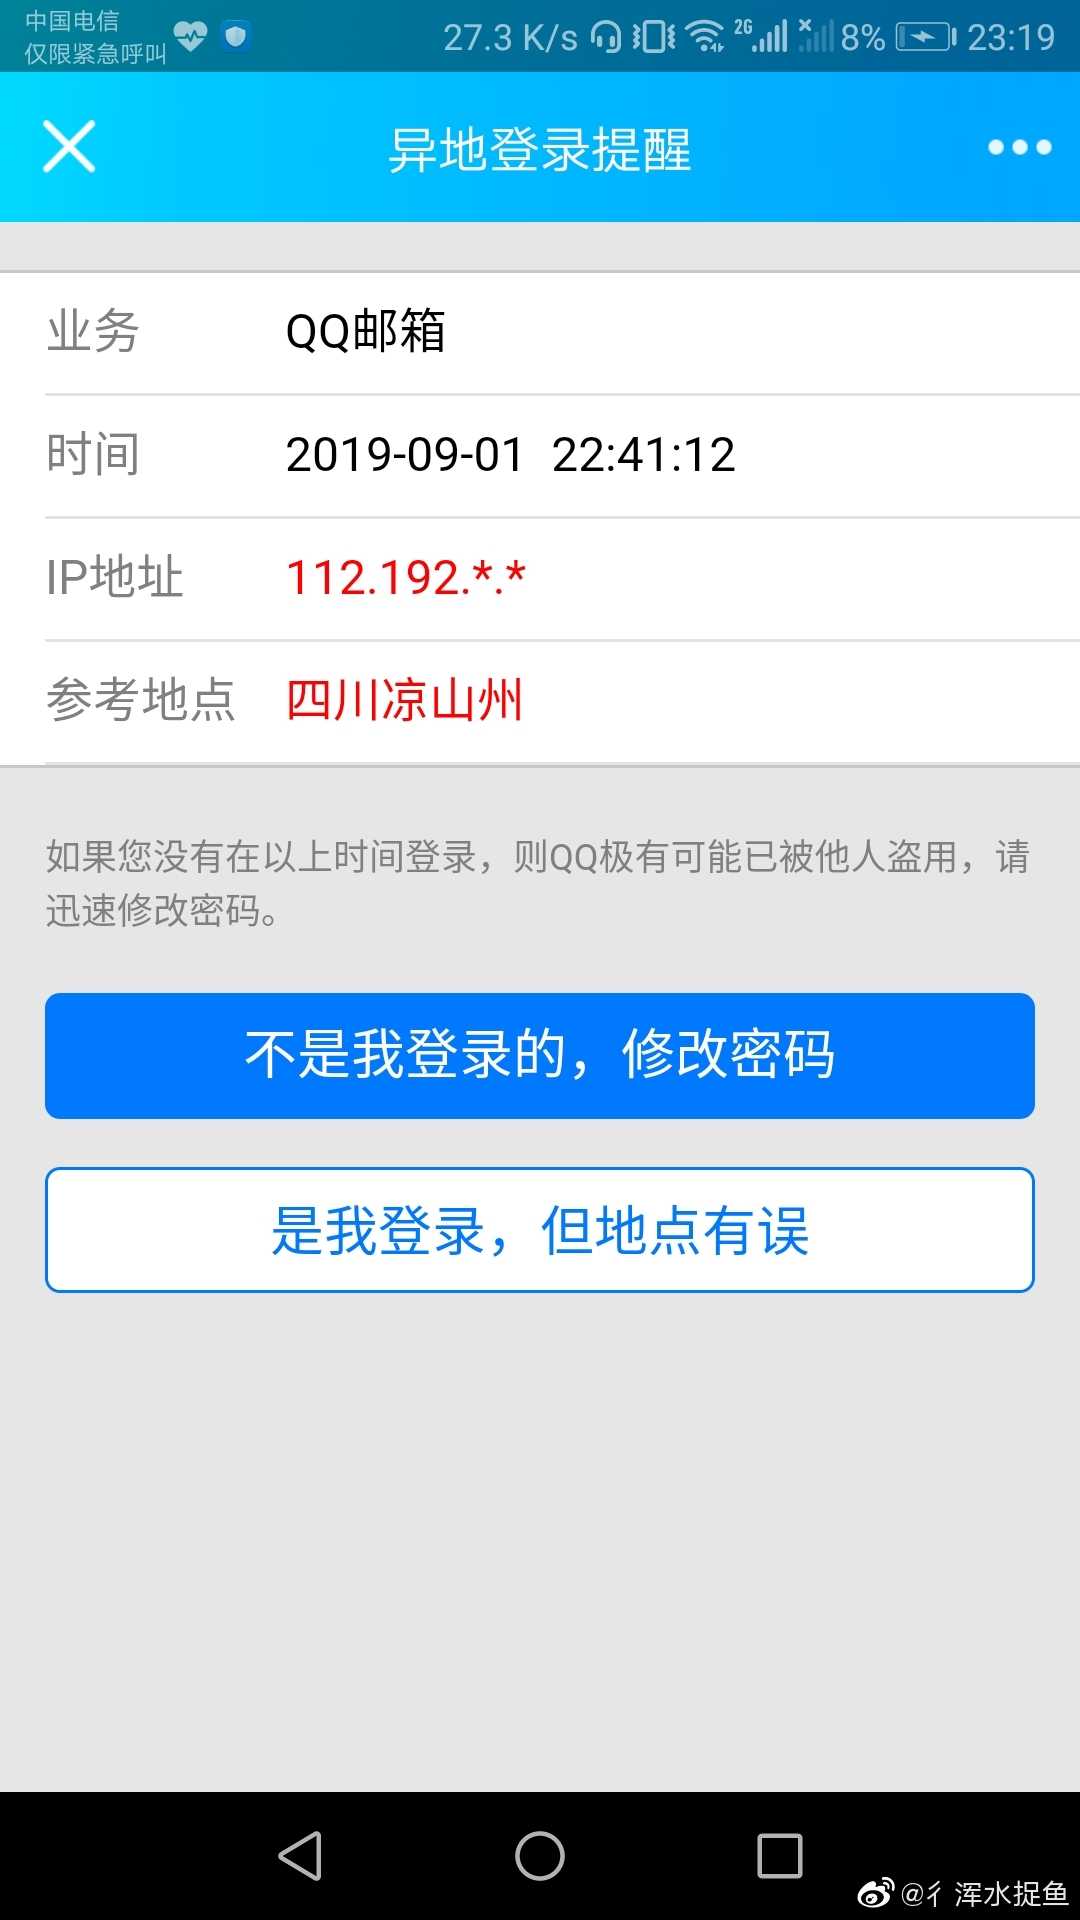 中国电信
仅限紧急呼叫
27.3 K/s 2G 8% 23:19
异地登录提醒
业务 QQ邮箱
时间 2019-09-01 22:41:12
IP地址 112.192.*.*
参考地点 四川凉山州
如果您没有在以上时间登录，则QQ极有可能已被他人盗用，请
迅速修改密码。
不是我登录的，修改密码
是我登录，但地点有误
@彳浑水捉鱼